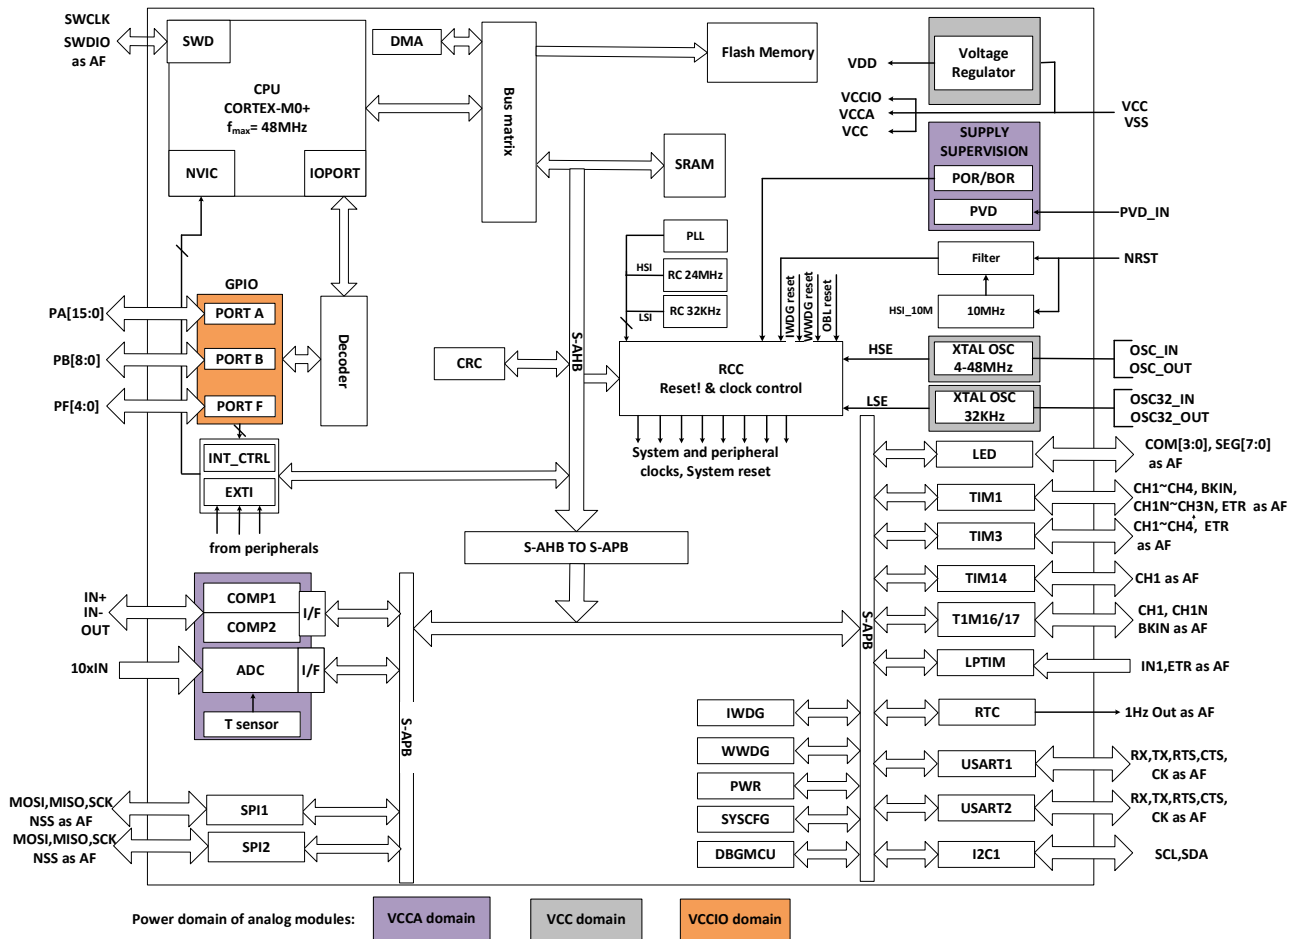 SWCLK
SWDIO
as AF
SWD
CPU
CORTEX-M0+
fmax= 48MHz
NVIC
IOPORT
DMA
Bus matrix
Flash Memory
SRAM
Voltage
Regulator
VDD
VCCIO
VCCA
VCC
VCC
VSS
SUPPLY
SUPERVISION
POR/BOR
PVD
PVD_IN
Filter
NRST
HSI_10M
10MHz
PLL
HSI
RC 24MHz
LSI
RC 32KHz
IWDG reset
WWDG reset
OBL reset
GPIO
PA[15:0]
PORT A
PB[8:0]
PORT B
PF[4:0]
PORT F
Decoder
S-AHB
CRC
RCC
Reset! & clock control
HSE
XTAL OSC
4-48MHz
OSC_IN
OSC_OUT
LSE
XTAL OSC
32KHz
OSC32_IN
OSC32_OUT
System and peripheral
clocks, System reset
INT_CTRL
EXTI
from peripherals
S-AHB TO S-APB
LED
COM[3:0], SEG[7:0]
as AF
TIM1
CH1~CH4, BKIN,
CH1N~CH3N, ETR as AF
TIM3
CH1~CH4, ETR
as AF
TIM14
CH1 as AF
T1M16/17
CH1, CH1N
BKIN as AF
LPTIM
IN1,ETR as AF
RTC
1Hz Out as AF
USART1
RX,TX,RTS,CTS,
CK as AF
USART2
RX,TX,RTS,CTS,
CK as AF
I2C1
SCL,SDA
S-APB
IWDG
WWDG
PWR
SYSCFG
DBGMCU
IN+
IN-
OUT
COMP1
COMP2
I/F
10xIN
ADC
I/F
T sensor
S-APB
MOSI,MISO,SCK
NSS as AF
SPI1
MOSI,MISO,SCK
NSS as AF
SPI2
Power domain of analog modules:
VCCA domain
VCC domain
VCCIO domain